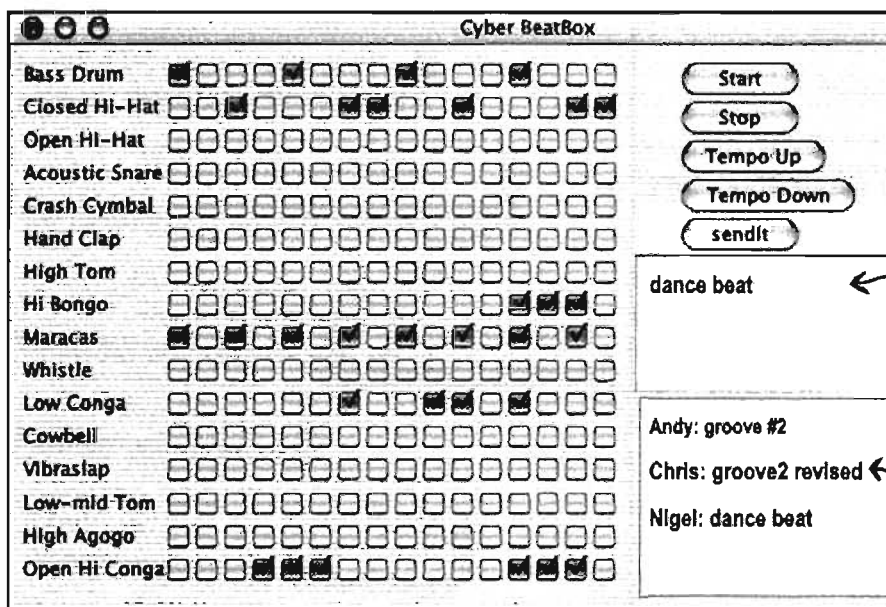 Cyber BeatBox
Bass Drum
Closed Hi-Hat
Open Hi-Hat
Acoustic Snare
Crash Cymbal
Hand Clap
High Tom
Hi Bongo
Maracas
Whistle
Low Conga
Cowbell
Vibraslap
Low-mid Tom
High Agogo
Open Hi Conga
Start
Stop
Tempo Up
Tempo Down
sendIt
dance beat
Andy: groove #2
Chris: groove2 revised
Nigel: dance beat